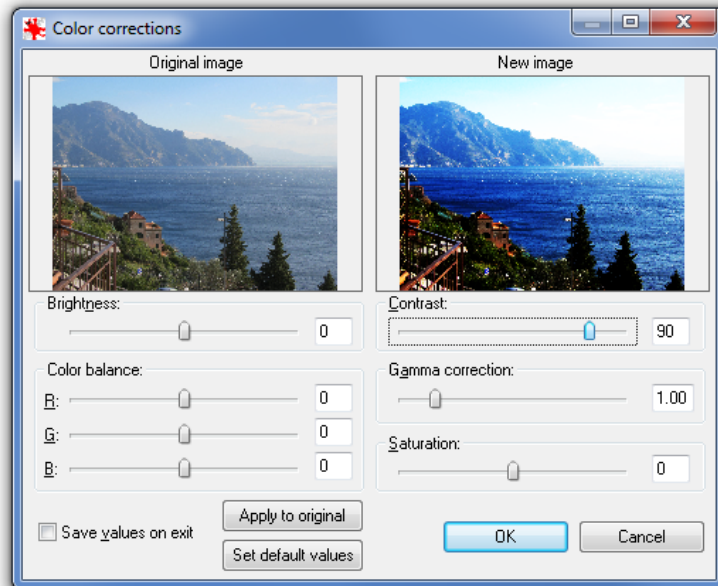 Color corrections
Original image
New image
Brightness:
0
Contrast:
90
Color balance:
R:
0
G:
0
B:
0
Gamma correction:
1.00
Saturation:
0
Save values on exit
Apply to original
Set default values
OK
Cancel